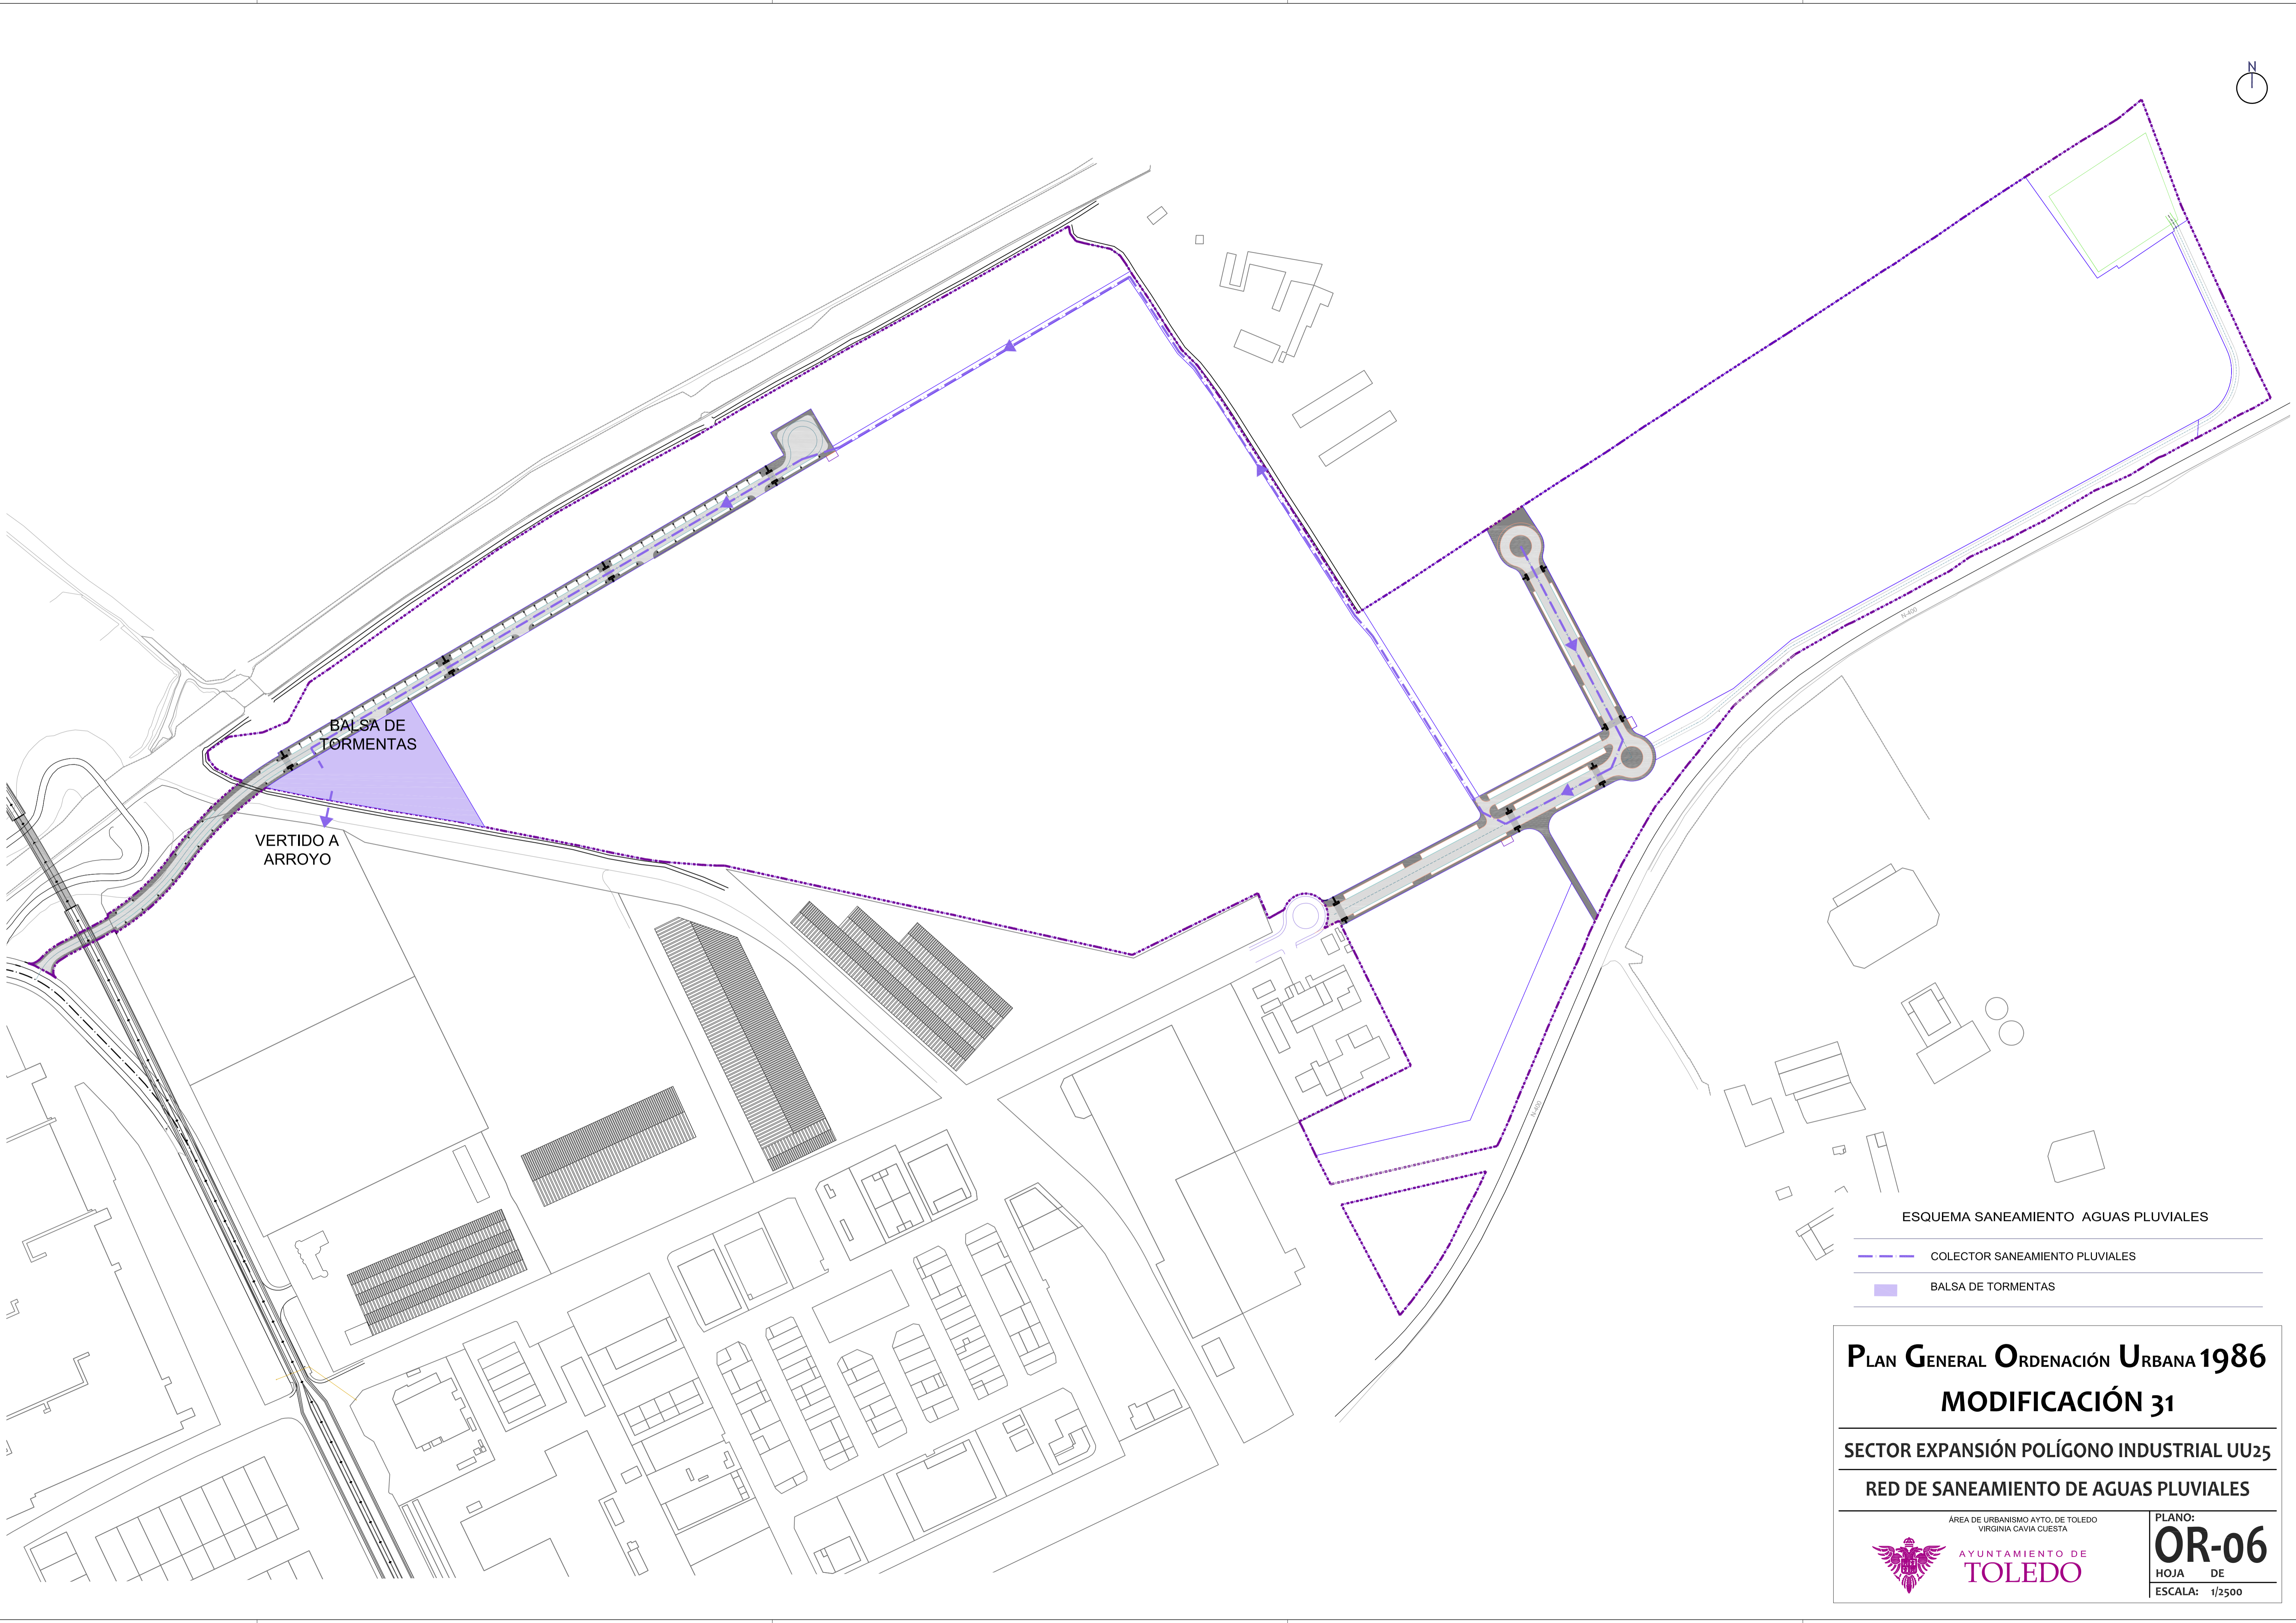 N
N-400
BALSA DE
TORMENTAS
VERTIDO A
ARROYO
N-400
ESQUEMA SANEAMIENTO AGUAS PLUVIALES
COLECTOR SANEAMIENTO PLUVIALES
BALSA DE TORMENTAS
PLAN GENERAL ORDENACIÓN URBANA 1986
MODIFICACIÓN 31
SECTOR EXPANSIÓN POLÍGONO INDUSTRIAL UU25
RED DE SANEAMIENTO DE AGUAS PLUVIALES
ÁREA DE URBANISMO AYTO, DE TOLEDO
VIRGINIA CAVIA CUESTA
AYUNTAMIENTO DE
TOLEDO
PLANO:
OR-06
HOJA DE
ESCALA: 1/2500